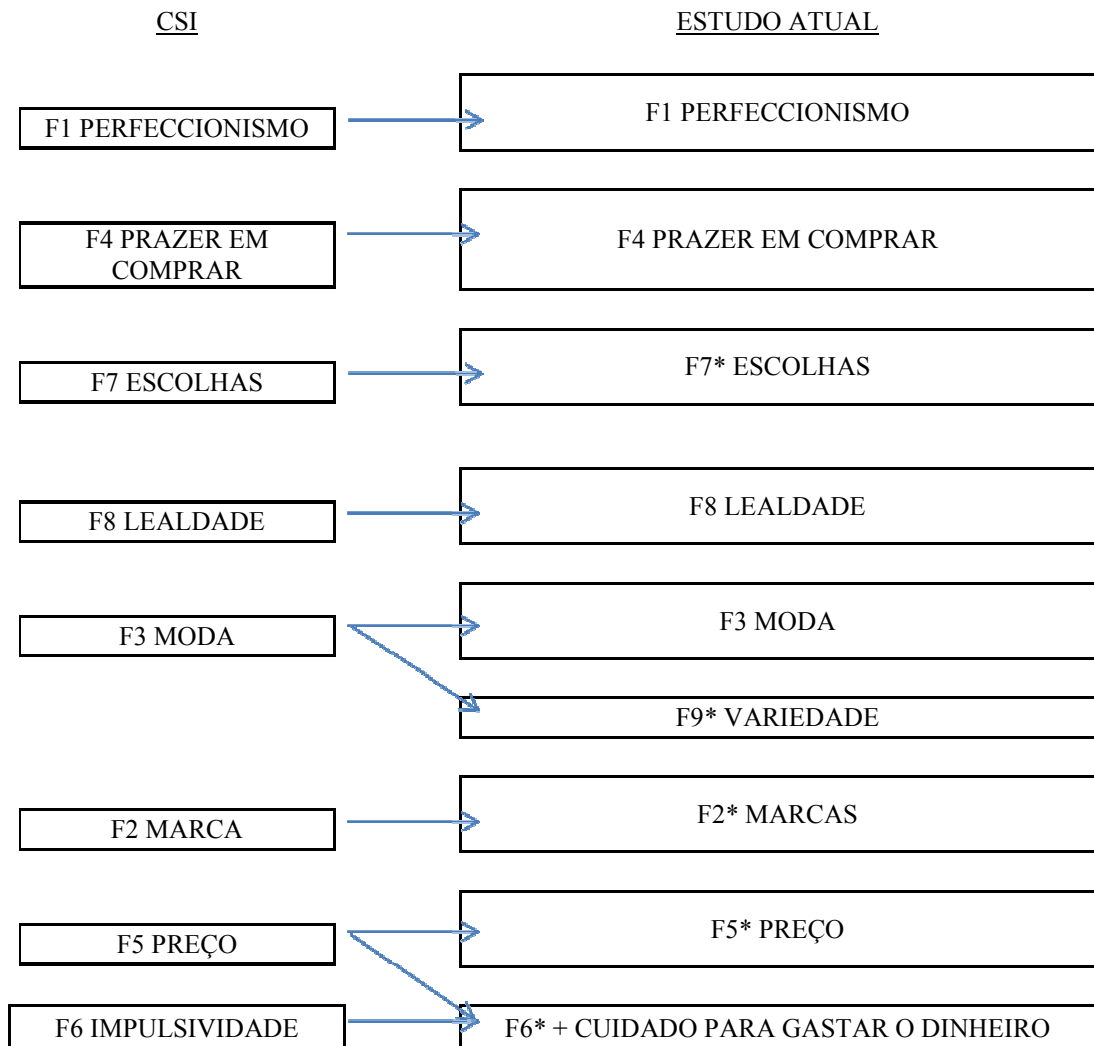 CSI
ESTUDO ATUAL
F1 PERFECCIONISMO
F1 PERFECCIONISMO
F4 PRAZER EM
COMPRAR
F4 PRAZER EM COMPRAR
F7 ESCOLHAS
F7* ESCOLHAS
F8 LEALDADE
F8 LEALDADE
F3 MODA
F3 MODA
F9* VARIEDADE
F2 MARCA
F2* MARCAS
F5 PREÇO
F5* PREÇO
F6 IMPULSIVIDADE
F6* + CUIDADO PARA GASTAR O DINHEIRO